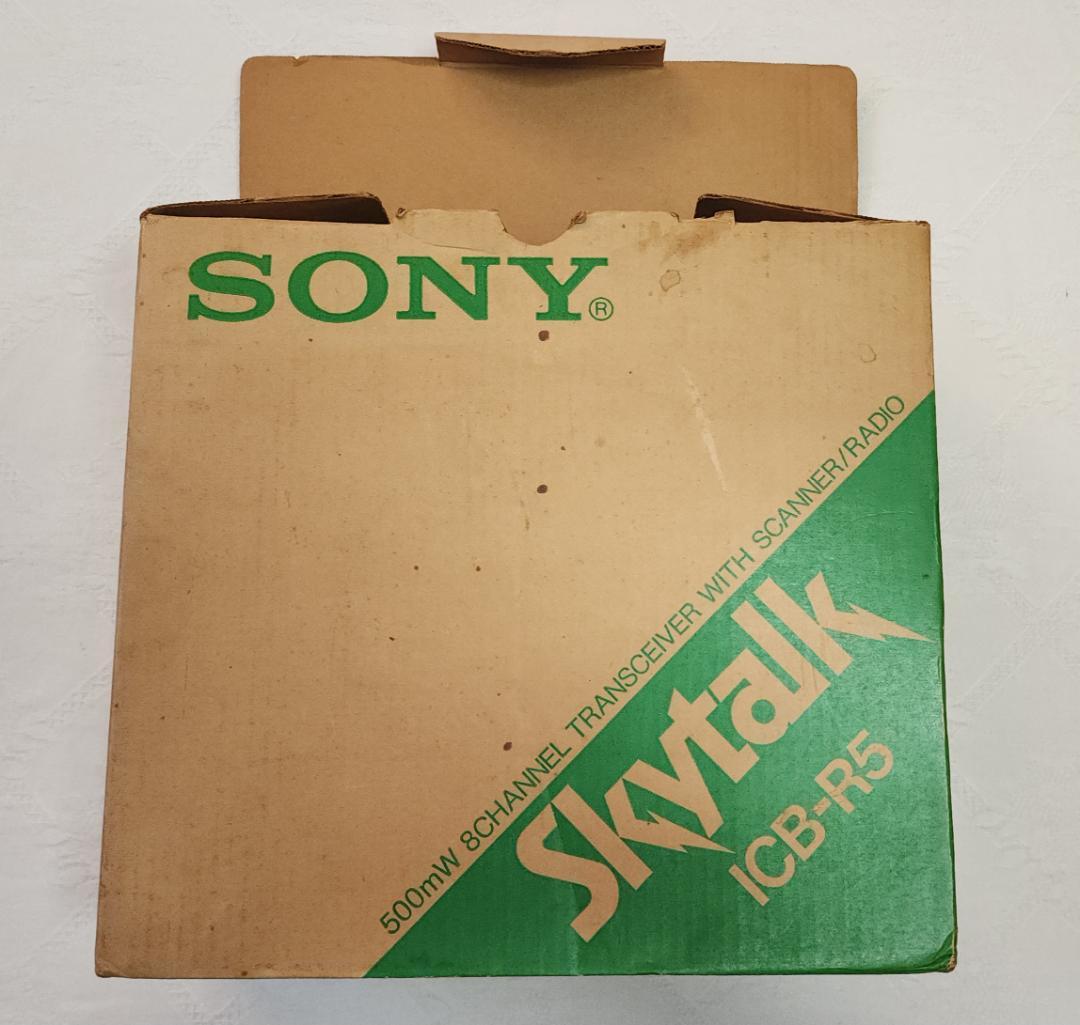 SONY®
500mW 8CHANNEL TRANSCEIVER WITH SCANNER/RADIO
Skytalk
ICB-R5